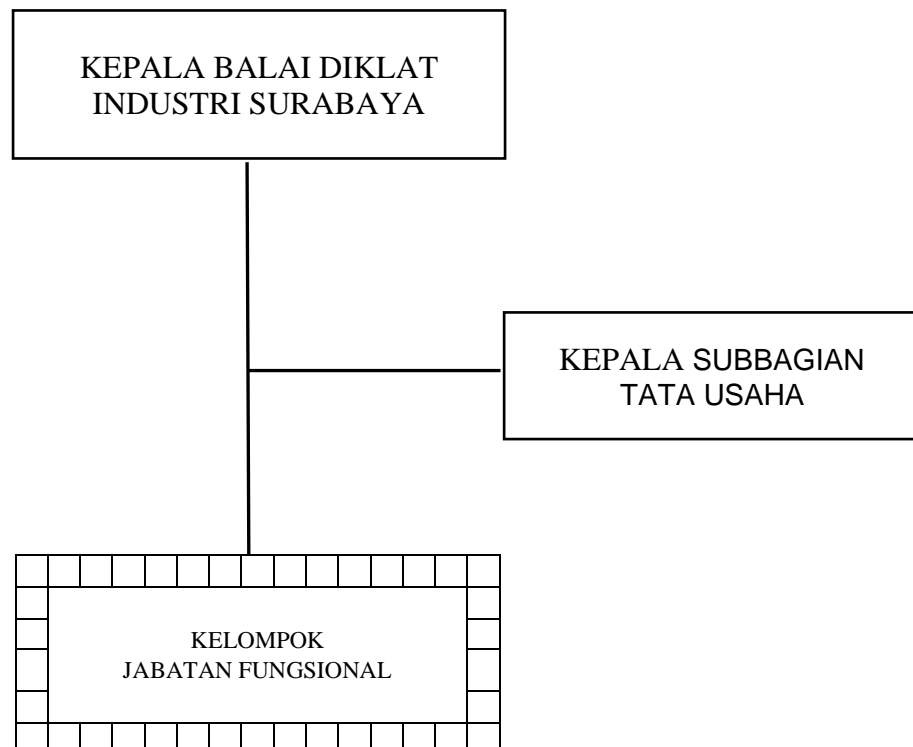 KEPALA BALAI DIKLAT
INDUSTRI SURABAYA
KEPALA SUBBAGIAN
TATA USAHA
KELOMPOK
JABATAN FUNGSIONAL